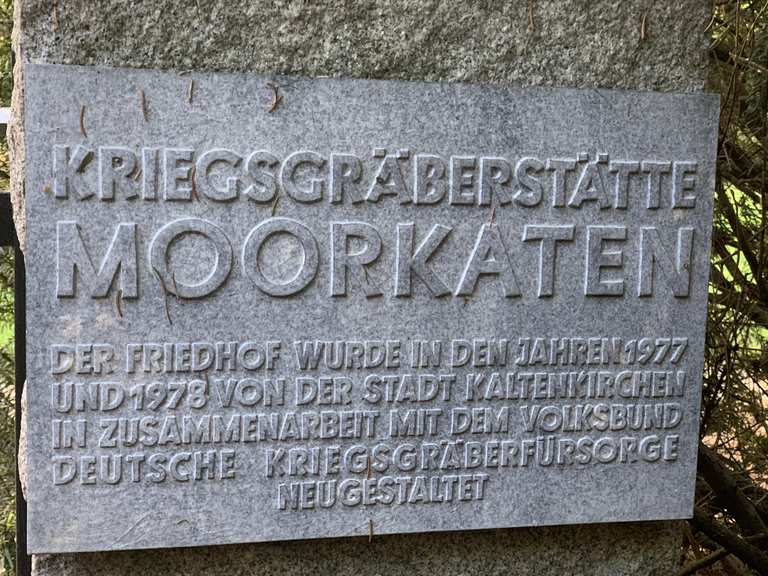 KRIEGSGRÄBERSTÄTTE
MOORKATEN
DER FRIEDHOF WURDE IN DEN JAHREN 1977
UND 1978 VON DER STADT KALTENKIRCHEN
IN ZUSAMMENARBEIT MIT DEM VOLKSBUND
DEUTSCHE KRIEGSGRÄBERFÜRSORGE
NEUGESTALTET